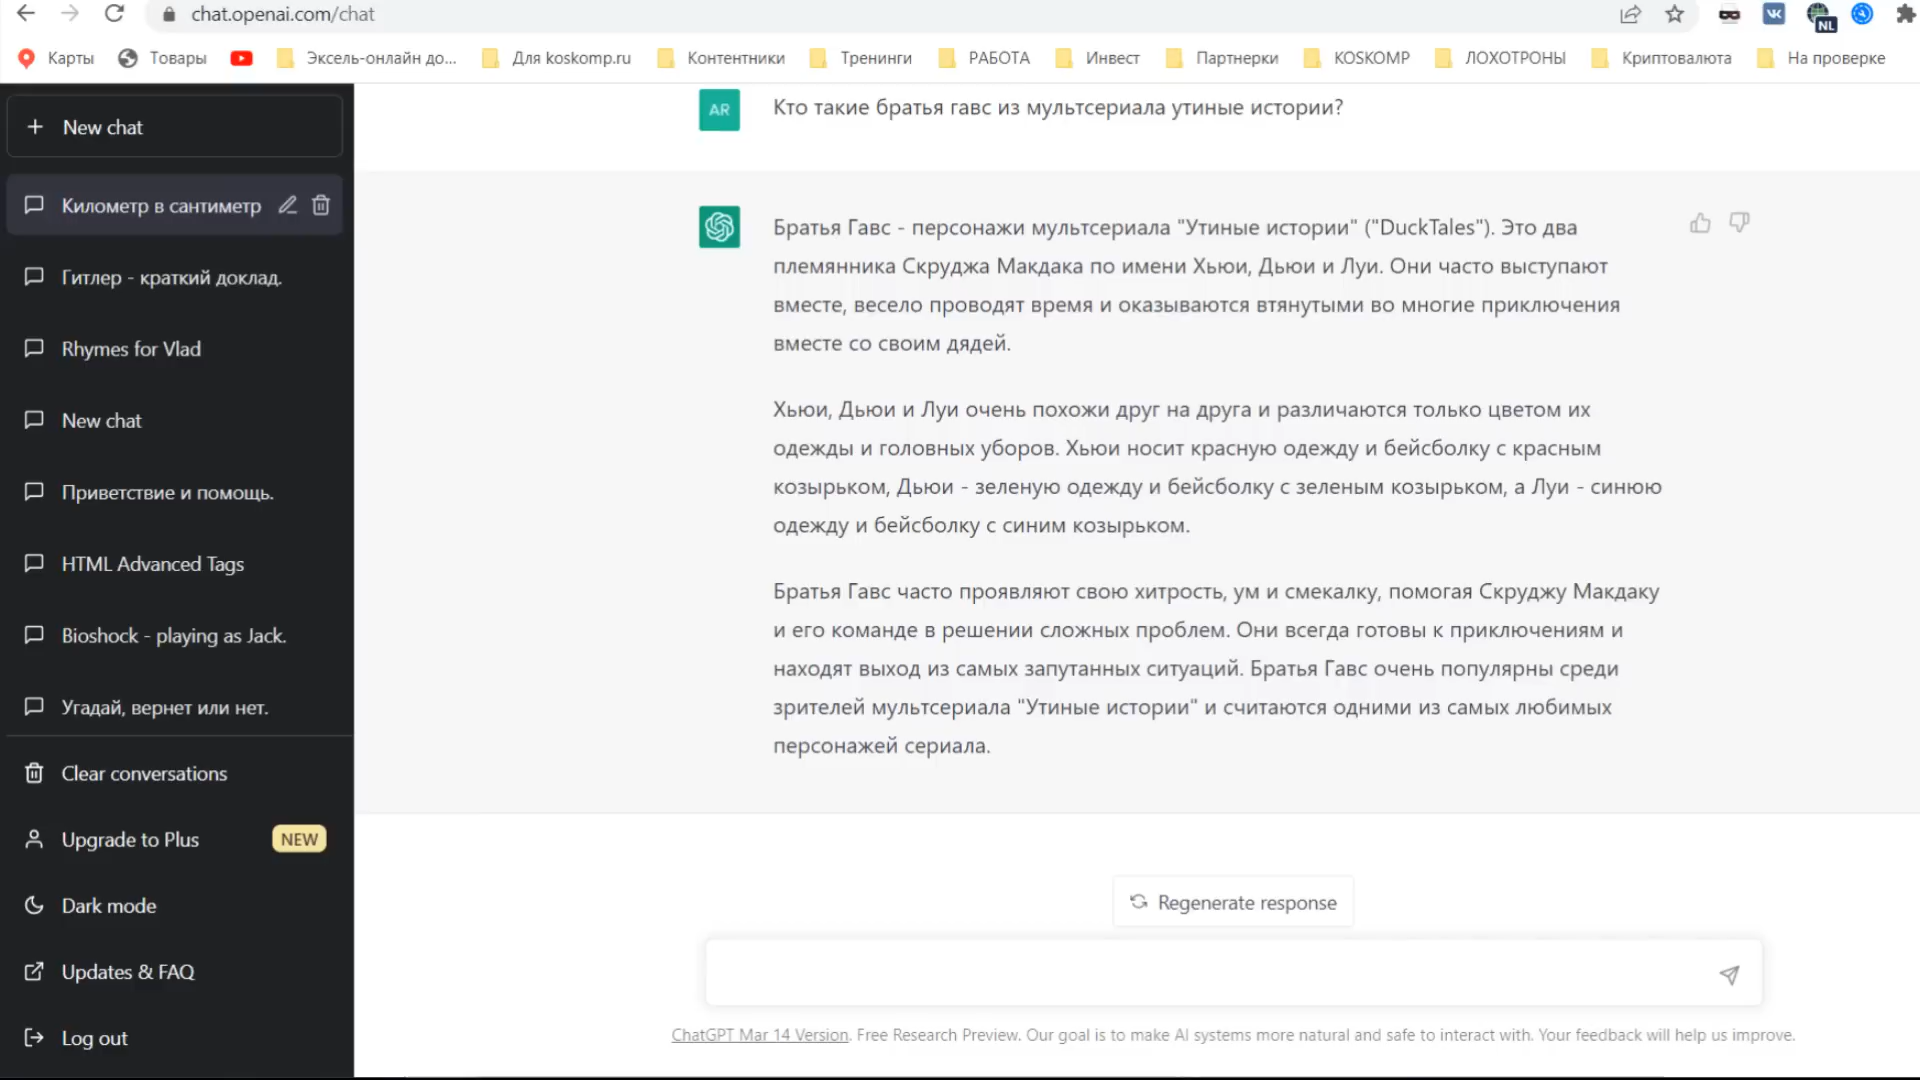 chat.openai.com/chat
NL
Карты
Товары
Эксель-онлайн до...
Для koskomp.ru
Контентники
Тренинги
РАБОТА
Инвест
Партнерки
KOSKOMP
ЛОХОТРОНЫ
Криптовалюта
На проверке
New chat
Километр в сантиметр
Гитлер - краткий доклад.
Rhymes for Vlad
New chat
Приветствие и помощь.
HTML Advanced Tags
Bioshock - playing as Jack.
Угадай, вернет или нет.
Clear conversations
Upgrade to Plus
NEW
Dark mode
Updates & FAQ
Log out
AR
Кто такие братья гавс из мультсериала утиные истории?
Братья Гавс - персонажи мультсериала "Утиные истории" ("DuckTales"). Это два
племянника Скруджа Макдака по имени Хьюи, Дьюи и Луи. Они часто выступают
вместе, весело проводят время и оказываются втянутыми во многие приключения
вместе со своим дядей.
Хьюи, Дьюи и Луи очень похожи друг на друга и различаются только цветом их
одежды и головных уборов. Хьюи носит красную одежду и бейсболку с красным
козырьком, Дьюи - зеленую одежду и бейсболку с зеленым козырьком, а Луи - синюю
одежду и бейсболку с синим козырьком.
Братья Гавс часто проявляют свою хитрость, ум и смекалку, помогая Скруджу Макдаку
и его команде в решении сложных проблем. Они всегда готовы к приключениям и
находят выход из самых запутанных ситуаций. Братья Гавс очень популярны среди
зрителей мультсериала "Утиные истории" и считаются одними из самых любимых
персонажей сериала.
Regenerate response
ChatGPT Mar 14 Version. Free Research Preview. Our goal is to make AI systems more natural and safe to interact with. Your feedback will help us improve.